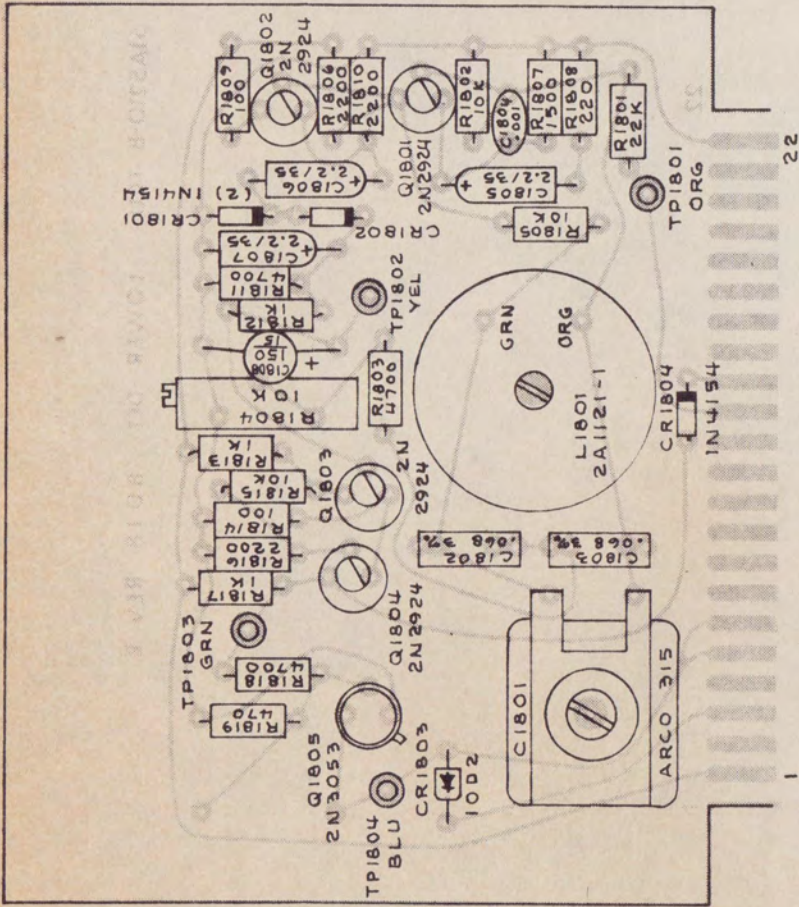 R1809
100
Q1802
2N
2924
R1806
2200
R1810
2200
R1802
10K
C1804
.001
R1807
1500
R1808
220
R1801
22K
22
C1806
2.2/35
+
Q1801
2N2924
C1805
2.2/35
+
TP1801
ORG
CR1801
(2) 1N4154
CR1802
R1805
10K
C1807
2.2/35
+
R1811
4700
R1812
1K
TP1802
YEL
C1808
150
15
+
R1804
10K
R1803
4700
GRN
ORG
L1801
2A1121-1
CR1804
1N4154
R1813
1K
R1815
10K
R1814
100
R1816
2200
R1817
1K
Q1803
2N
2924
Q1804
2N2924
C1802
.068 3%
C1803
.068 3%
TP1803
GRN
R1818
4700
R1819
470
Q1805
2N3053
CR1803
10D2
C1801
ARCO 315
TP1804
BLU
1